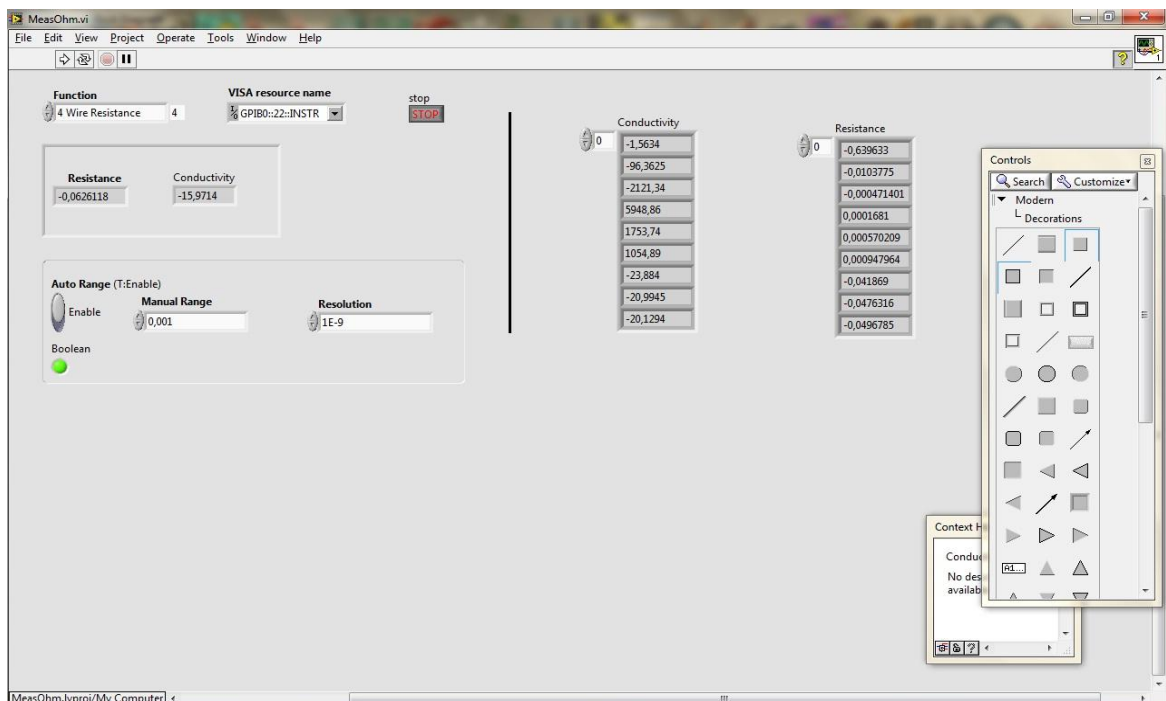 MeasOhm.vi
File Edit View Project Operate Tools Window Help
Function
4 Wire Resistance 4
VISA resource name
GPIB0::22::INSTR
stop
STOP
Resistance
-0,0626118
Conductivity
-15,9714
Auto Range (T:Enable)
Enable
Manual Range
0,001
Resolution
1E-9
Boolean
Conductivity
0
-1,5634
-96,3625
-2121,34
5948,86
1753,74
1054,89
-23,884
-20,9945
-20,1294
Resistance
0
-0,639633
-0,0103775
-0,000471401
0,0001681
0,000570209
0,000947964
-0,041869
-0,0476316
-0,0496785
Controls
Search Customize
Modern
Decorations
A1...
Context H
Condu
No des
availab
MeasOhm.lvproj/My Computer
1